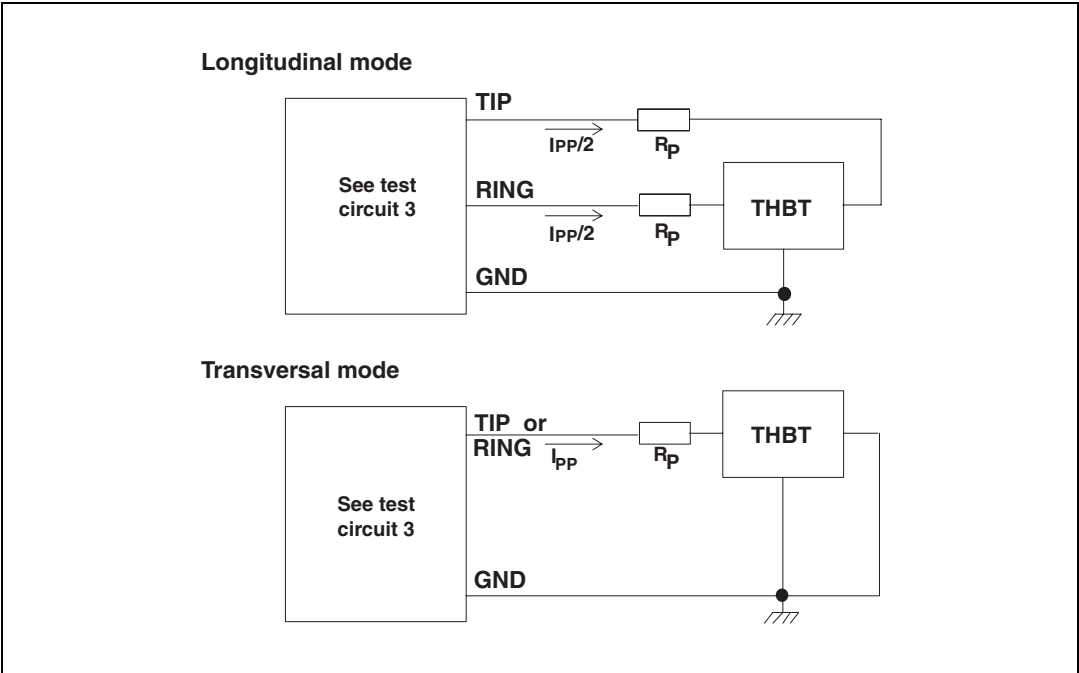 Longitudinal mode
TIP
IPP/2
RP
See test
circuit 3
RING
THBT
IPP/2
RP
GND
Transversal mode
TIP or
RING
IPP
RP
THBT
See test
circuit 3
GND